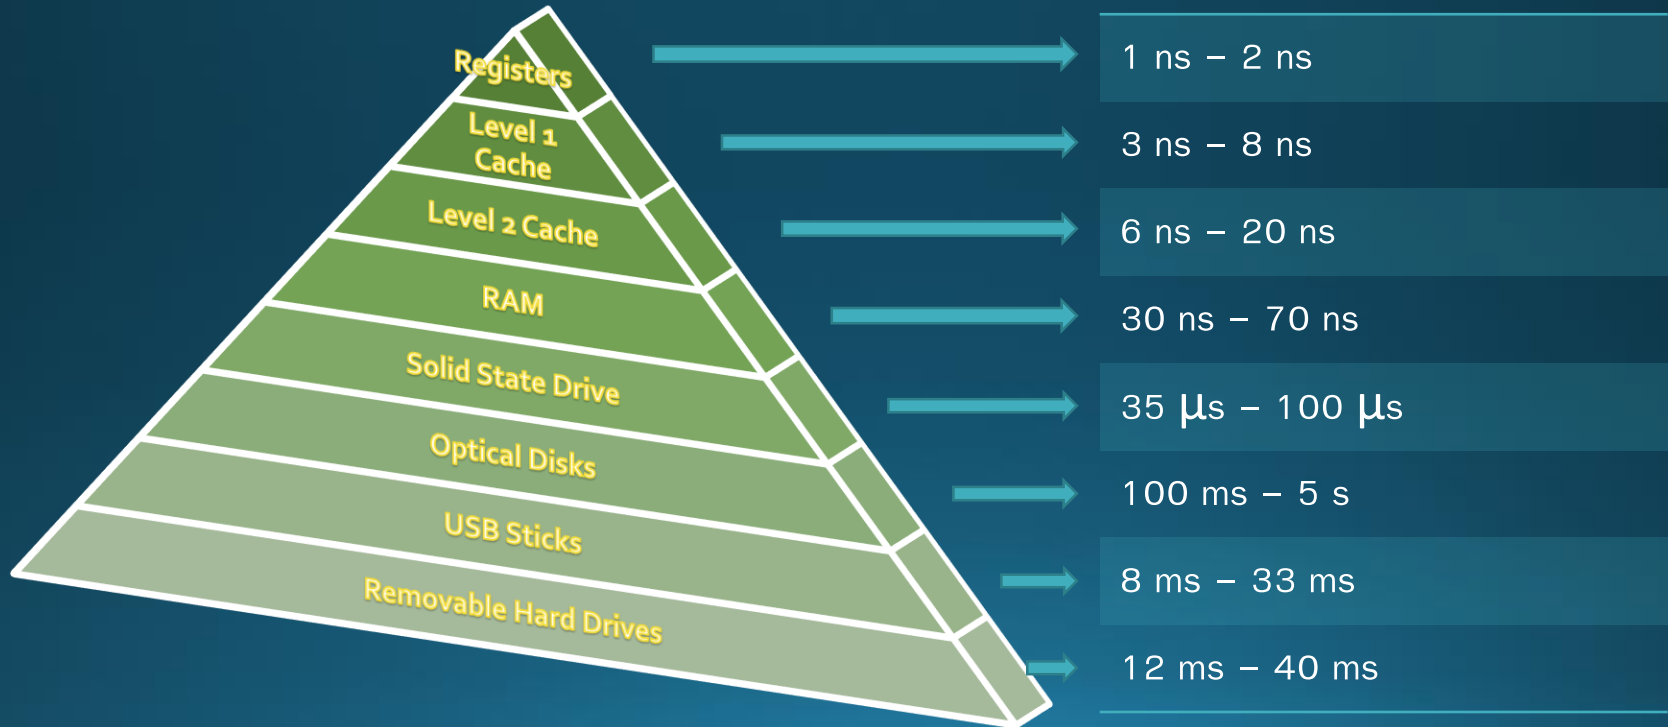 Registers
1 ns – 2 ns
Level 1
Cache
3 ns – 8 ns
Level 2 Cache
6 ns – 20 ns
RAM
30 ns – 70 ns
Solid State Drive
35 µs – 100 µs
Optical Disks
100 ms – 5 s
USB Sticks
8 ms – 33 ms
Removable Hard Drives
12 ms – 40 ms